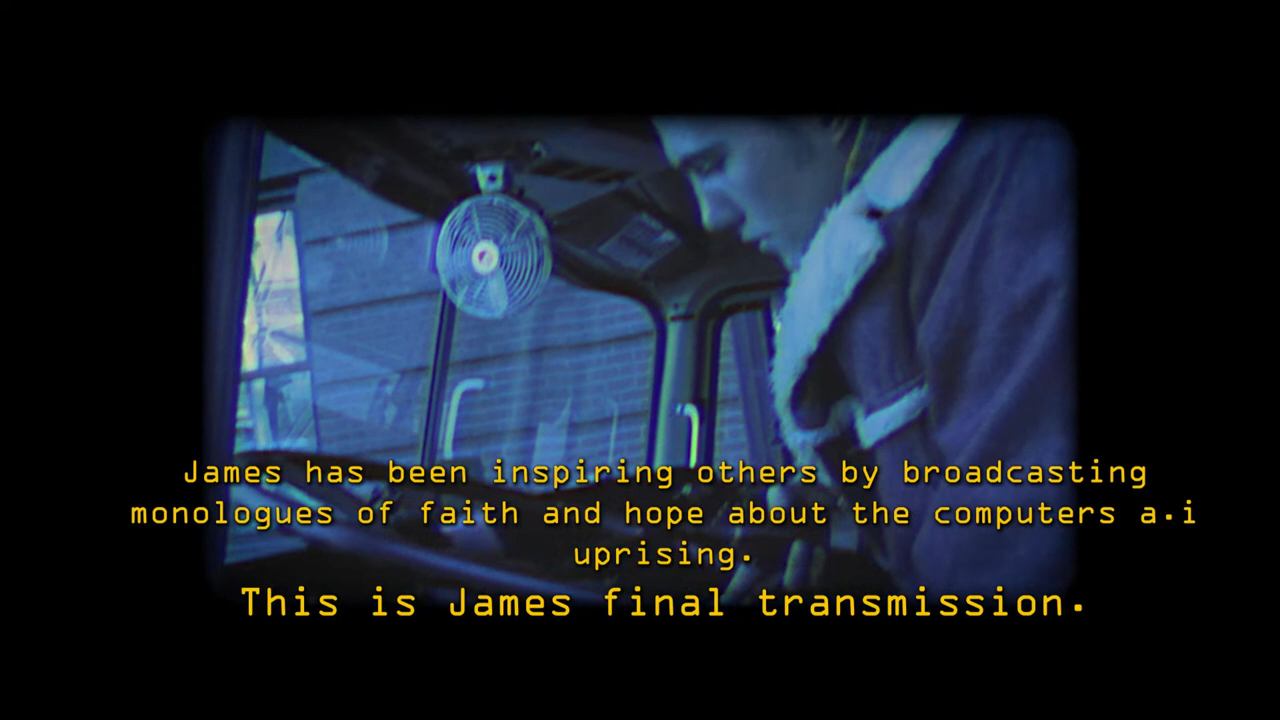 James has been inspiring others by broadcasting
monologues of faith and hope about the computers a.i
uprising.
This is James final transmission.